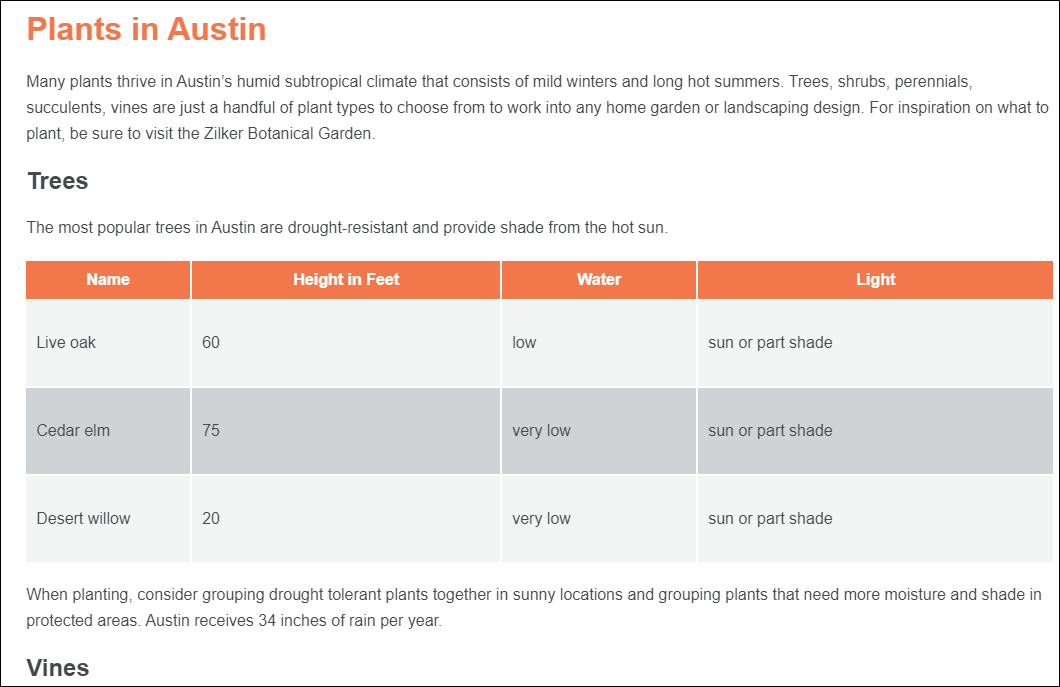 Plants in Austin
Many plants thrive in Austin’s humid subtropical climate that consists of mild winters and long hot summers. Trees, shrubs, perennials,
succulents, vines are just a handful of plant types to choose from to work into any home garden or landscaping design. For inspiration on what to
plant, be sure to visit the Zilker Botanical Garden.
Trees
The most popular trees in Austin are drought-resistant and provide shade from the hot sun.
Name Height in Feet Water Light
Live oak 60 low sun or part shade
Cedar elm 75 very low sun or part shade
Desert willow 20 very low sun or part shade
When planting, consider grouping drought tolerant plants together in sunny locations and grouping plants that need more moisture and shade in
protected areas. Austin receives 34 inches of rain per year.
Vines